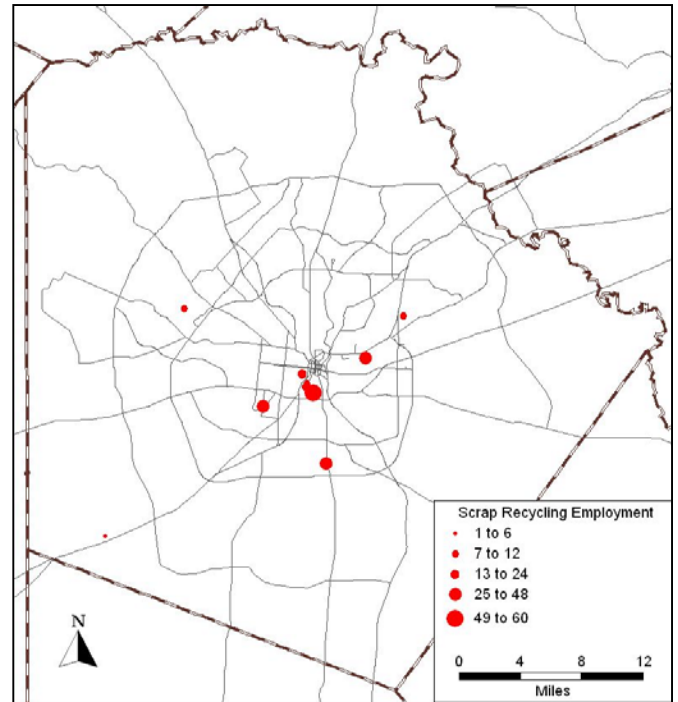 N
Scrap Recycling Employment
1 to 6
7 to 12
13 to 24
25 to 48
49 to 60
0 4 8 12
Miles